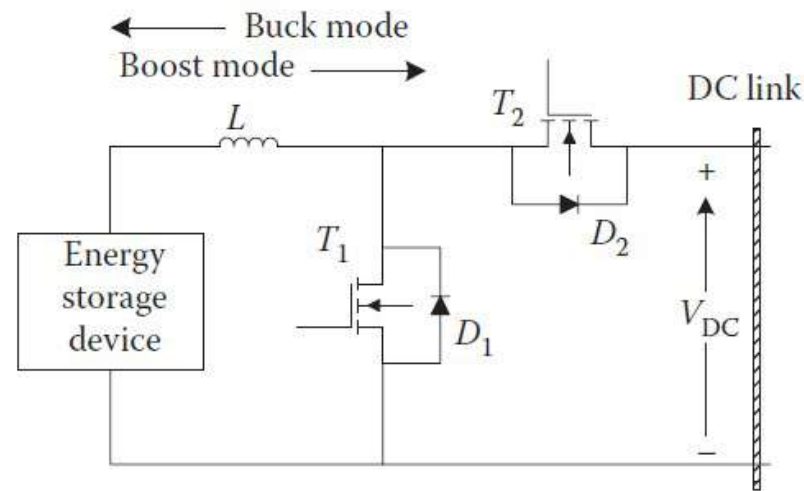 Buck mode
Boost mode
DC link
T2
L
+
D2
T1
Energy
storage
device
D1
VDC
−